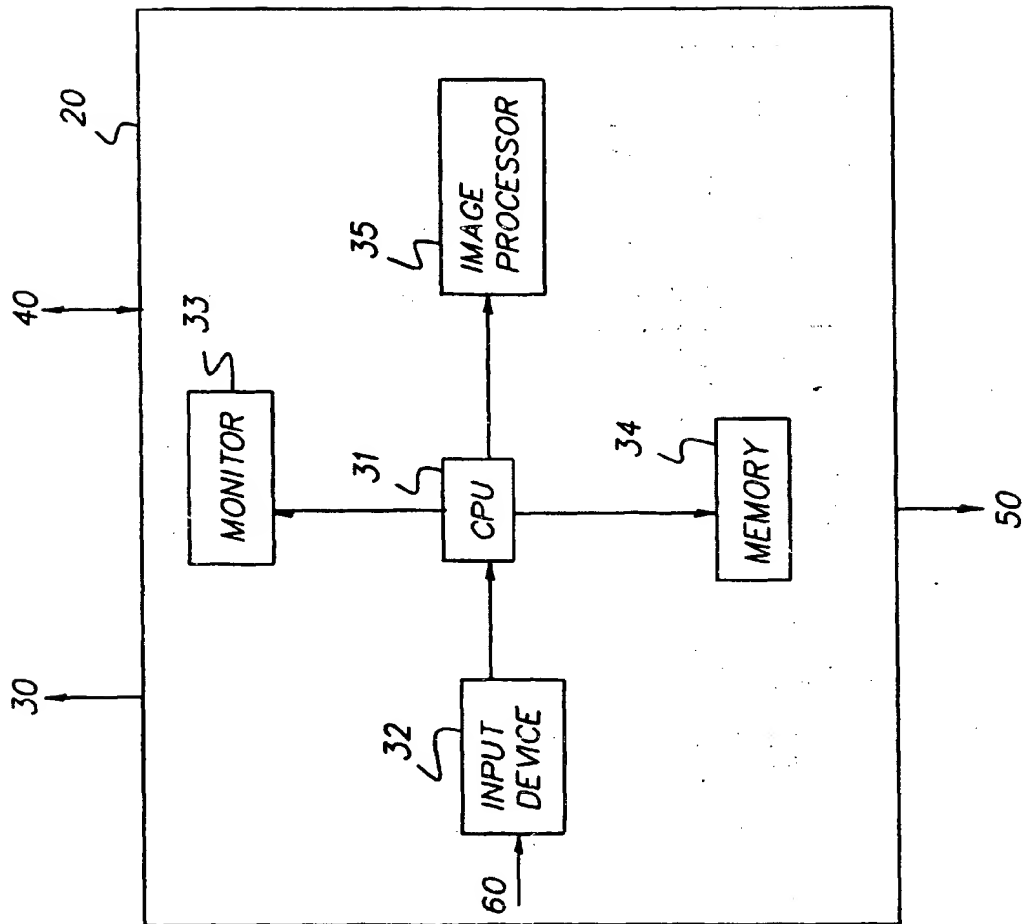 30
40
20
MONITOR
33
60
INPUT
DEVICE
32
CPU
31
IMAGE
PROCESSOR
35
MEMORY
34
50